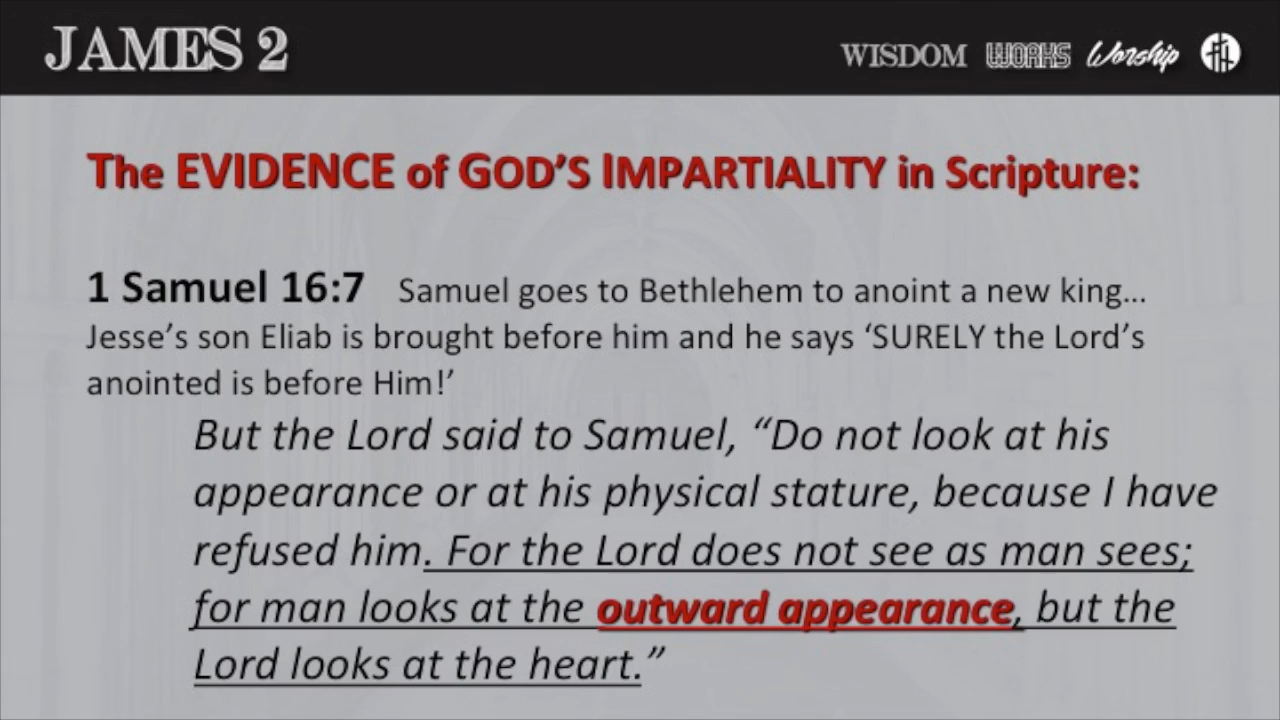 JAMES 2
WISDOM WORKS Worship
The EVIDENCE of GOD’S IMPARTIALITY in Scripture:
1 Samuel 16:7 Samuel goes to Bethlehem to anoint a new king…
Jesse’s son Eliab is brought before him and he says ‘SURELY the Lord’s
anointed is before Him!’
But the Lord said to Samuel, “Do not look at his
appearance or at his physical stature, because I have
refused him. For the Lord does not see as man sees;
for man looks at the outward appearance, but the
Lord looks at the heart.”